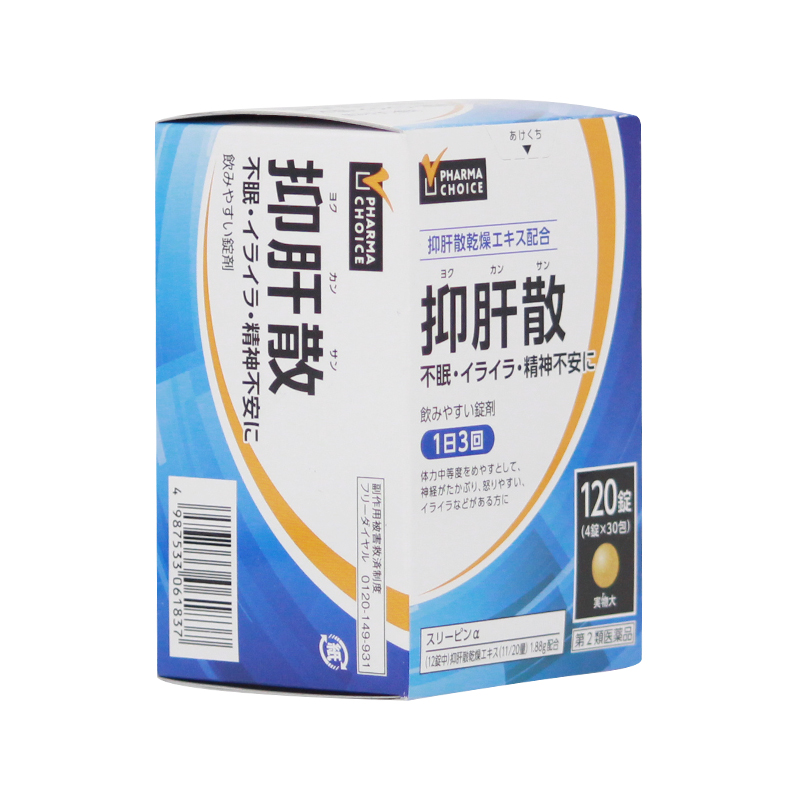 PHARMA
CHOICE
ヨク カン サン
抑肝散
不眠・イライラ・精神不安に
飲みやすい錠剤
副作用被害救済制度
フリーダイヤル 0120-149-931
4 987533 061837
紙
あけくち
PHARMA
CHOICE
抑肝散乾燥エキス配合
ヨク カン サン
抑肝散
不眠・イライラ・精神不安に
飲みやすい錠剤
1日3回
体力中等度をめやすとして、
神経がたかぶり、怒りやすい、
イライラなどがある方に
120錠
(4錠×30包)
実物大
スリーピンα
(12錠中)抑肝散乾燥エキス(11/20量) 1.88g配合
第2類医薬品